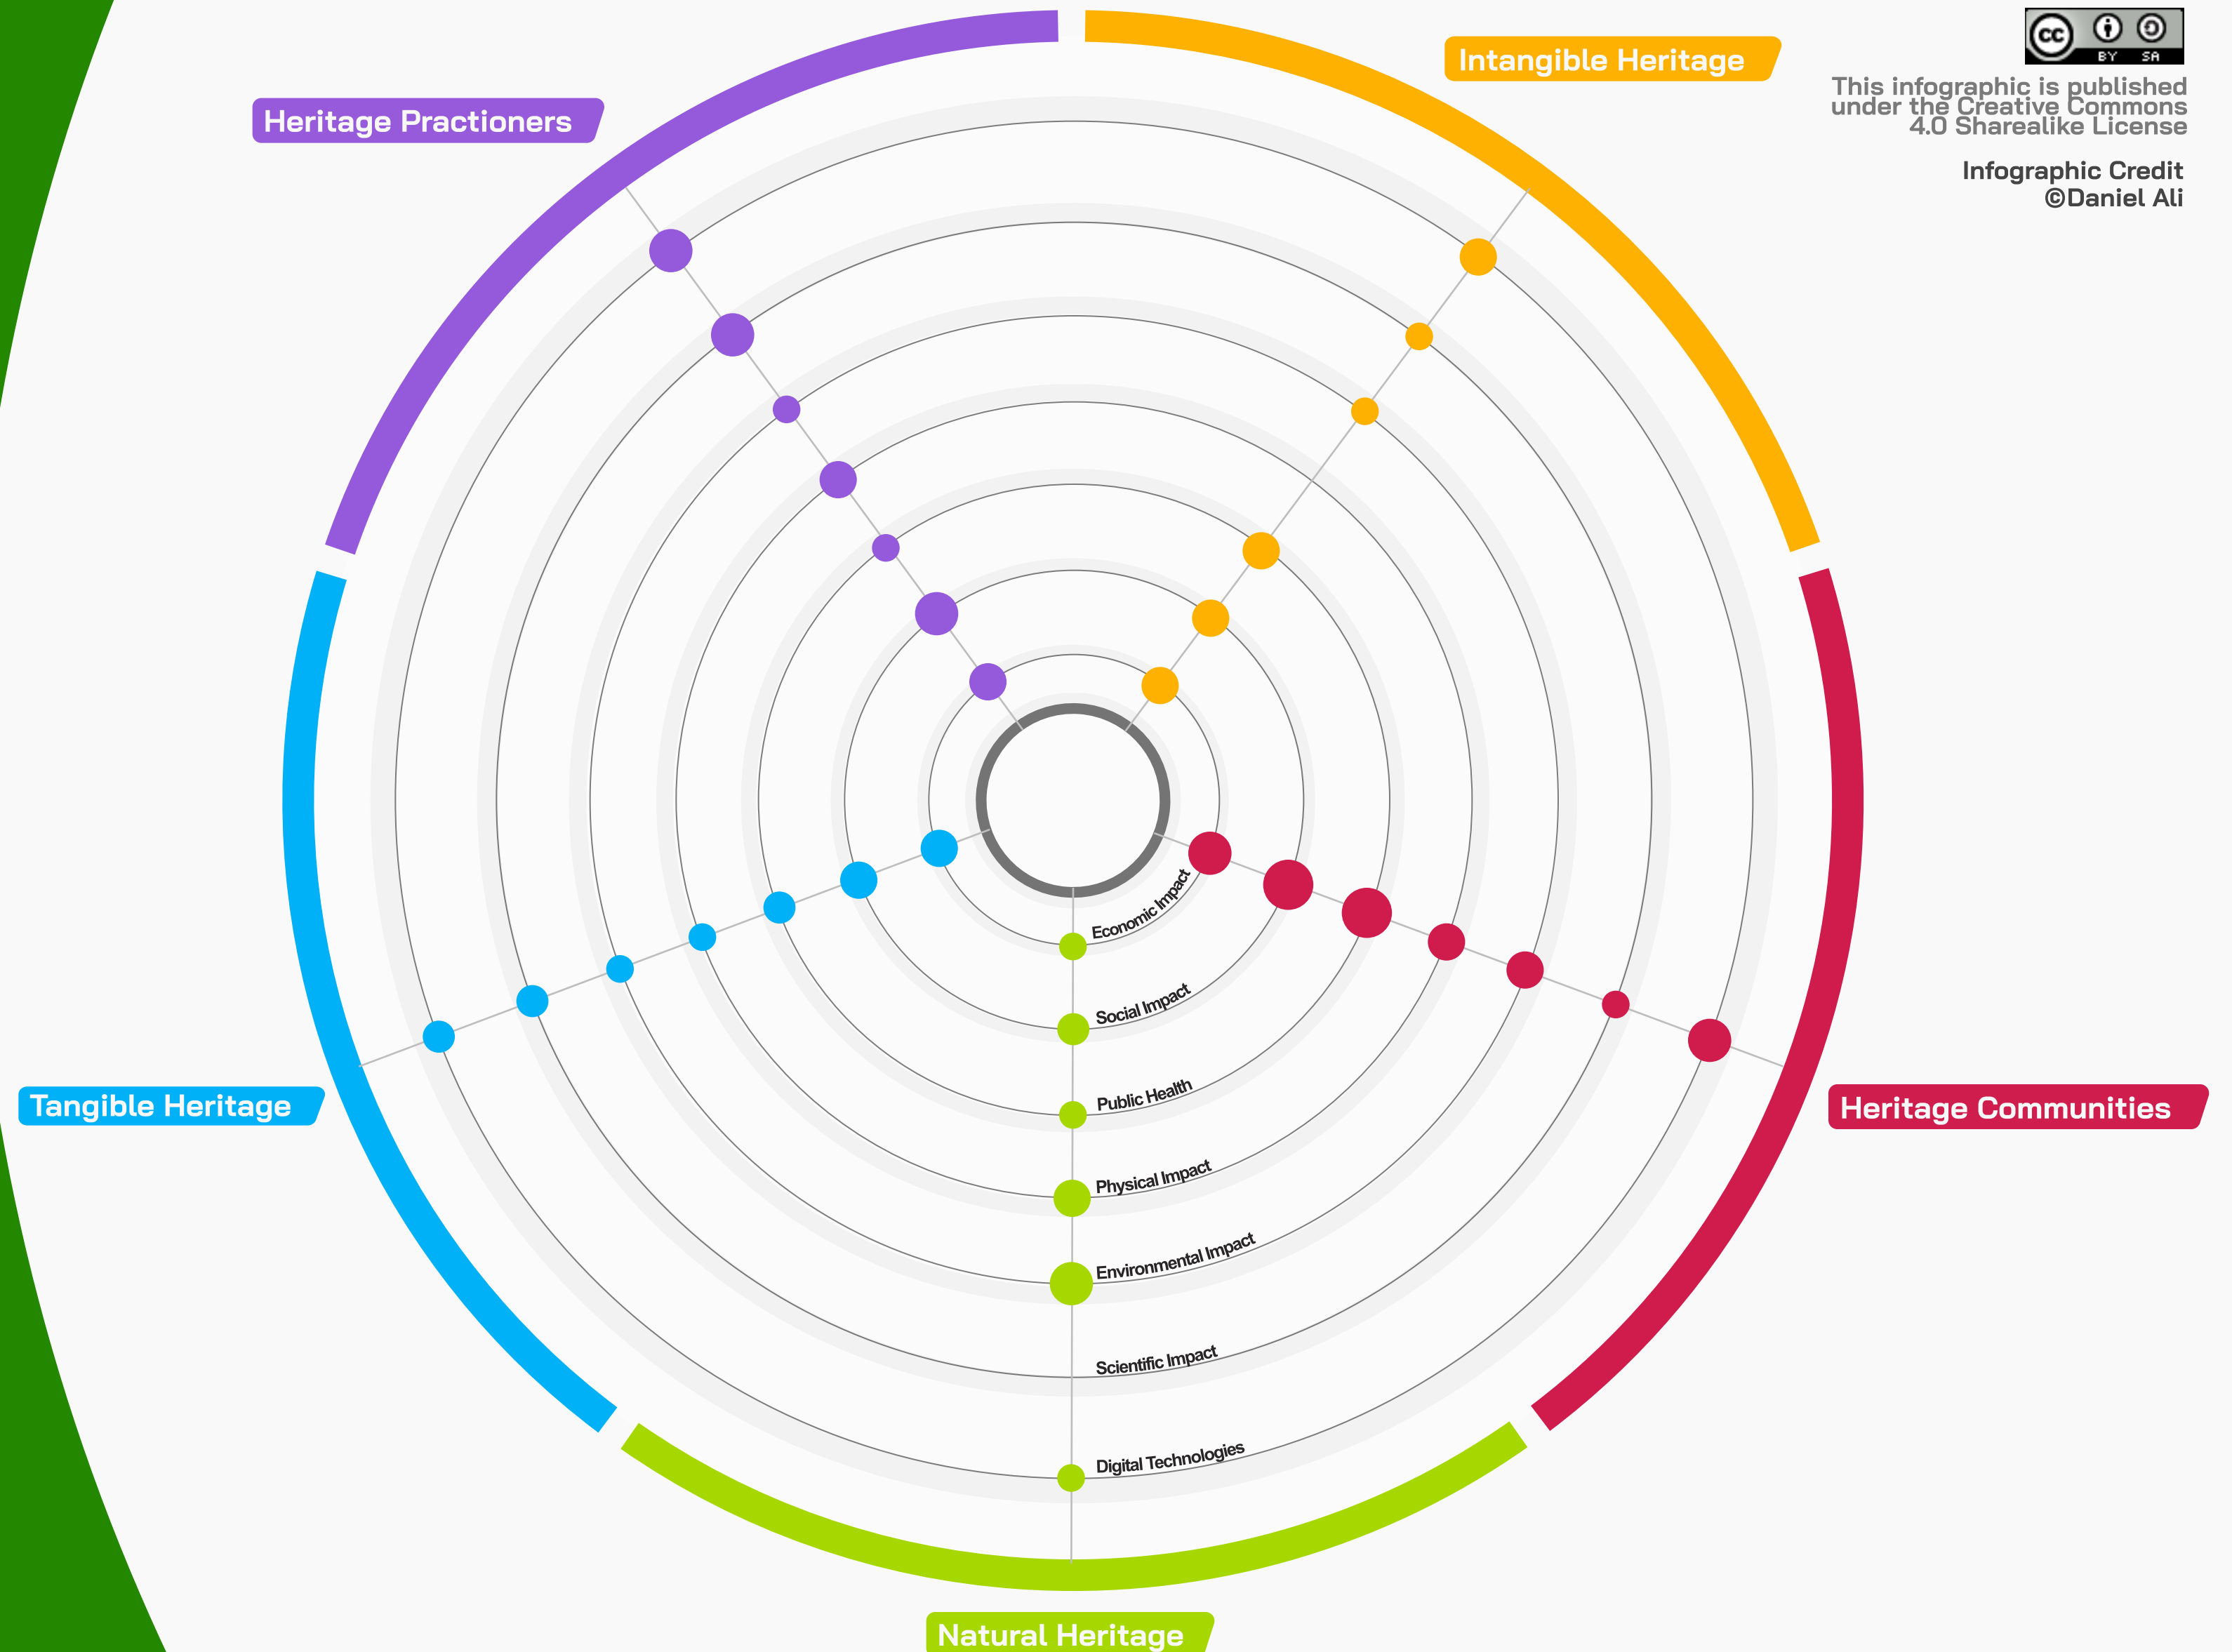 Heritage Practioners
Intangible Heritage
cc
BY SA
This infographic is published
under the Creative Commons
4.0 Sharealike License
Infographic Credit
©Daniel Ali
Economic Impact
Social Impact
Public Health
Tangible Heritage
Heritage Communities
Physical Impact
Environmental Impact
Scientific Impact
Digital Technologies
Natural Heritage